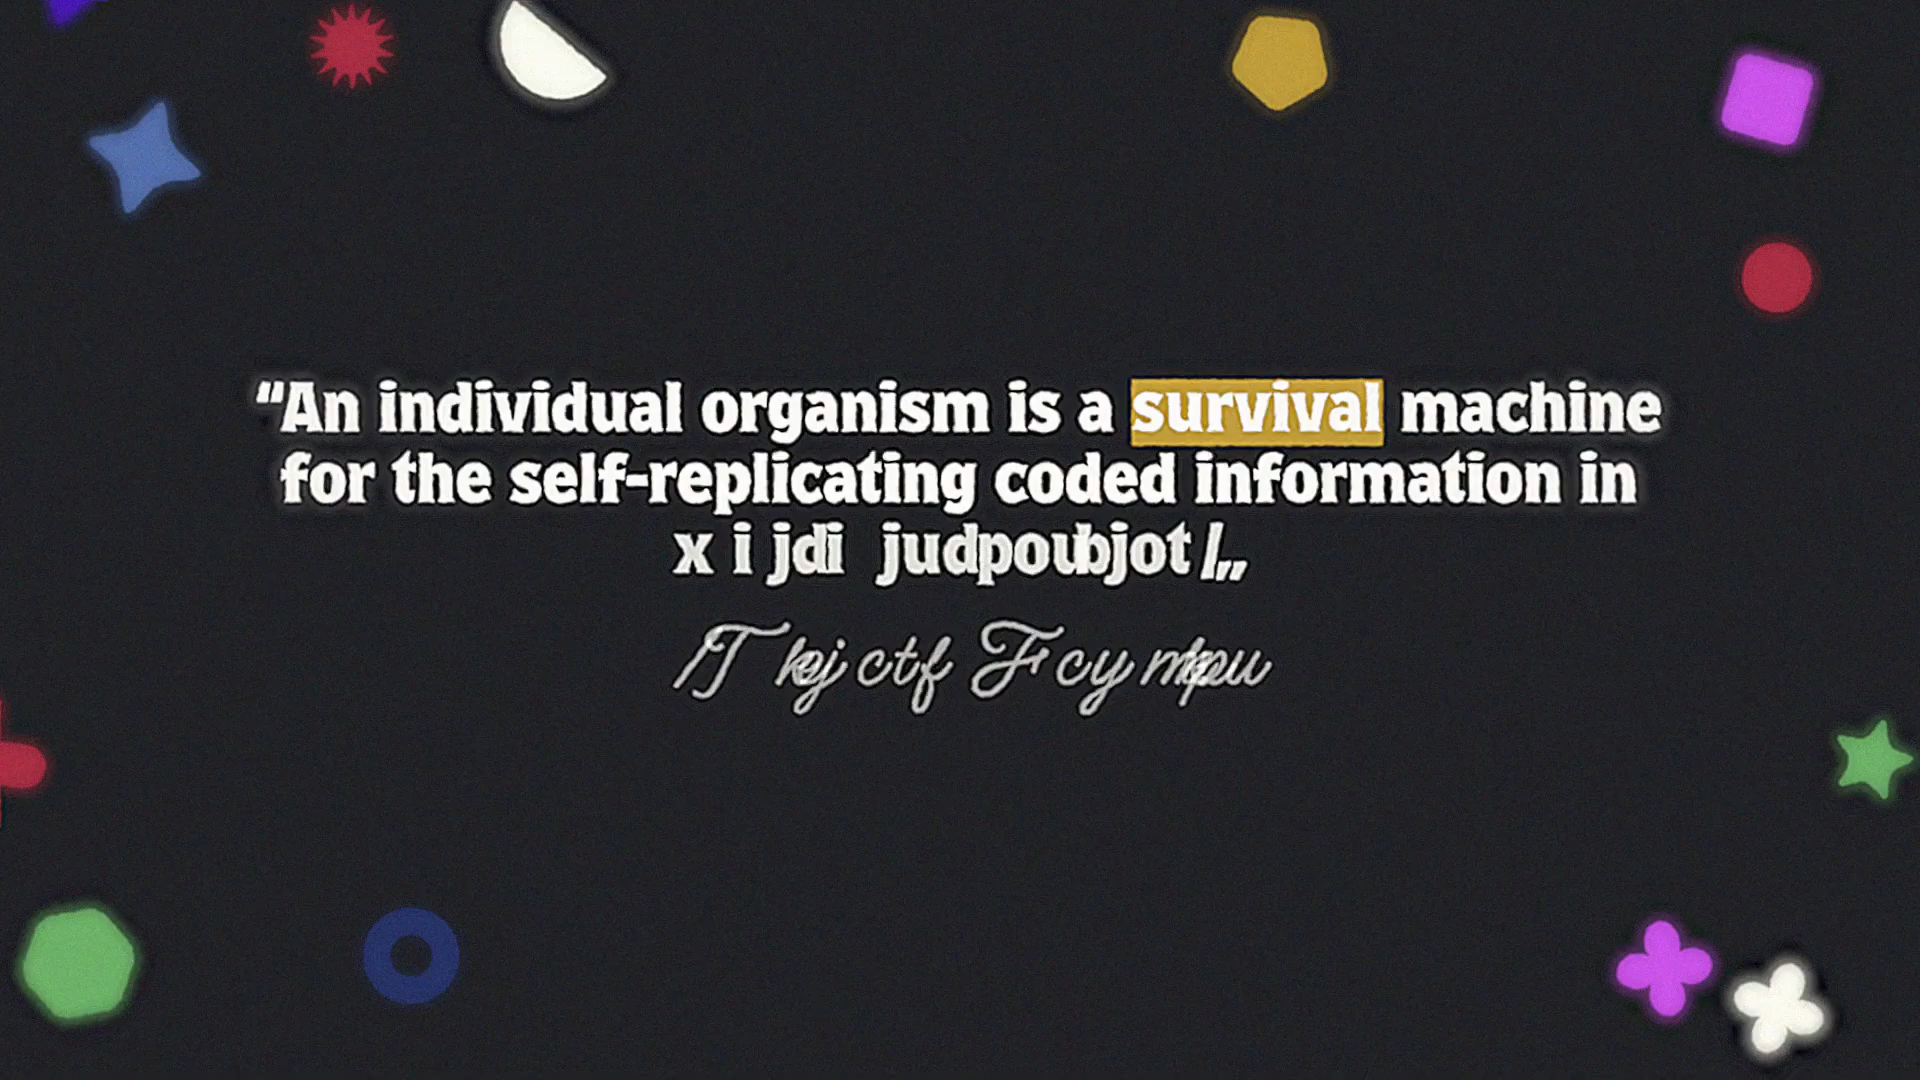 “An individual organism is a survival machine
for the self-replicating coded information in
x i jdi judpoubjot/„